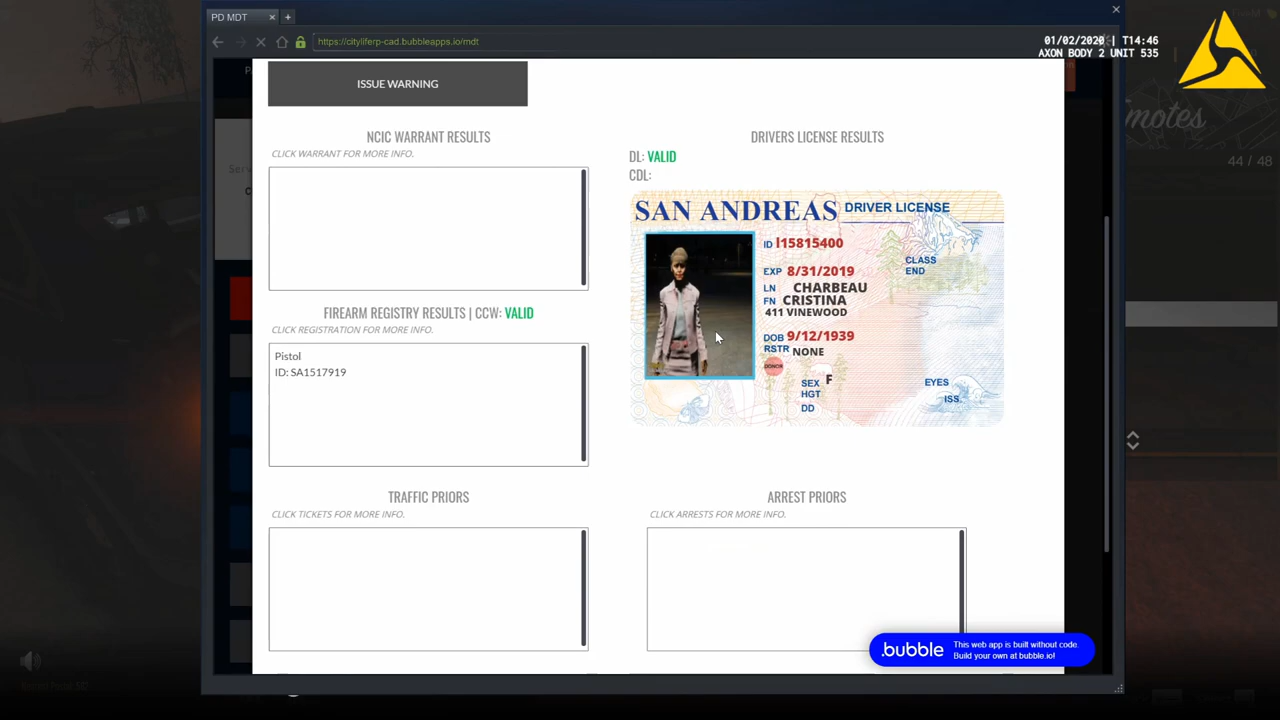 PD MDT
https://cityliferp-cad.bubbleapps.io/mdt
01/02/2020 | T14:46
AXON BODY 2 UNIT 535
44 / 48
ISSUE WARNING
NCIC WARRANT RESULTS
CLICK WARRANT FOR MORE INFO.
DRIVERS LICENSE RESULTS
DL: VALID
CDL:
SAN ANDREAS DRIVER LICENSE
ID l15815400
EXP 8/31/2019
CLASS
END
LN CHARBEAU
FN CRISTINA
411 VINEWOOD
DOB 9/12/1939
RSTR NONE
DONOR
SEX F
HGT
DD
EYES
ISS.
FIREARM REGISTRY RESULTS | CCW: VALID
CLICK REGISTRATION FOR MORE INFO.
Pistol
ID: SA1517919
TRAFFIC PRIORS
CLICK TICKETS FOR MORE INFO.
ARREST PRIORS
CLICK ARRESTS FOR MORE INFO.
.bubble
This web app is built without code.
Build your own at bubble.io!